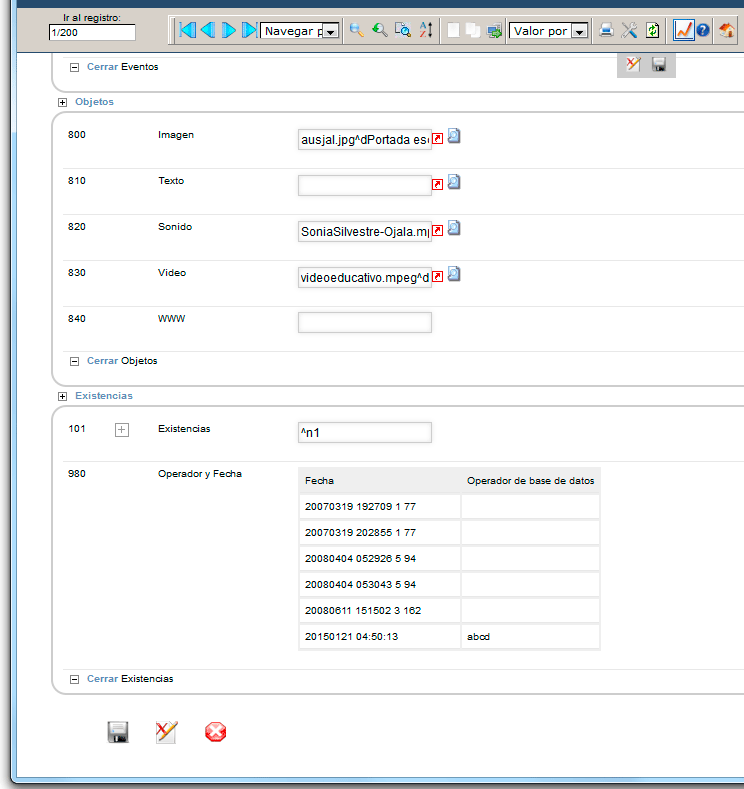 Ir al registro:
1/200
Navegar p
Valor por
Cerrar Eventos
Objetos
800 Imagen ausjal.jpg^dPortada es
810 Texto
820 Sonido SoniaSilvestre-Ojala.m
830 Video videoeducativo.mpeg^d
840 WWW
Cerrar Objetos
Existencias
101 Existencias ^n1
980 Operador y Fecha
Fecha Operador de base de datos
20070319 192709 1 77
20070319 202855 1 77
20080404 052926 5 94
20080404 053043 5 94
20080611 151502 3 162
20150121 04:50:13 abcd
Cerrar Existencias